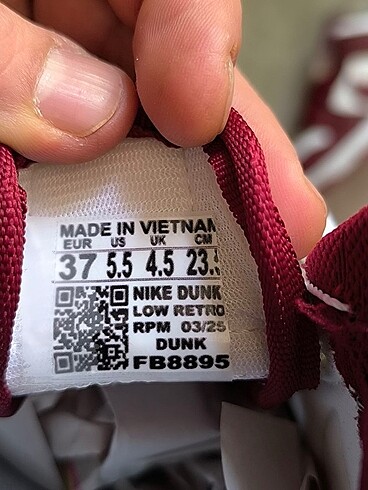 MADE IN VIETNAM
EUR US UK CM
37 5.5 4.5 23.
NIKE DUNK
LOW RETRO
RPM 03/25
DUNK
FB8895